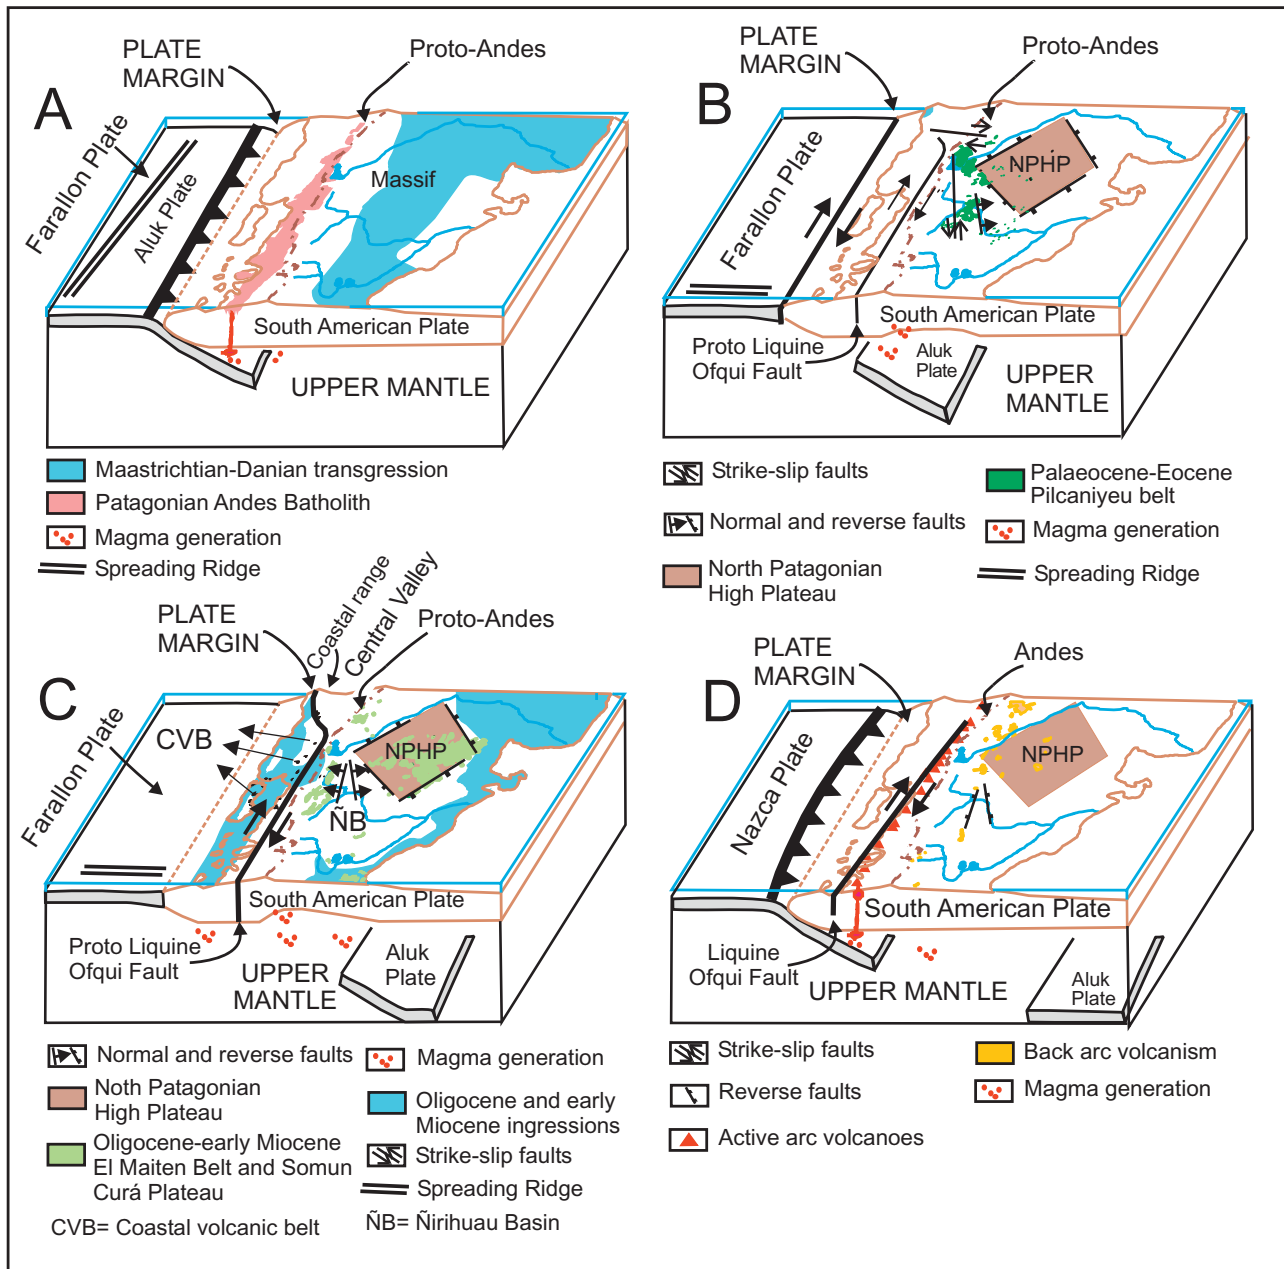 A
PLATE
MARGIN
Proto-Andes
Farallon Plate
Aluk Plate
Massif
South American Plate
UPPER MANTLE
Maastrichtian-Danian transgression
Patagonian Andes Batholith
Magma generation
Spreading Ridge
B
PLATE
MARGIN
Proto-Andes
Farallon Plate
NPHP
South American Plate
Proto Liquine
Ofqui Fault
Aluk
Plate
UPPER
MANTLE
Strike-slip faults
Normal and reverse faults
North Patagonian
High Plateau
Palaeocene-Eocene
Pilcaniyeu belt
Magma generation
Spreading Ridge
C
PLATE
MARGIN
Coastal range
Central Valley
Proto-Andes
Farallon Plate
CVB
NPHP
ÑB
South American Plate
Proto Liquine
Ofqui Fault
UPPER
MANTLE
Aluk
Plate
Normal and reverse faults
Noth Patagonian
High Plateau
Oligocene-early Miocene
El Maiten Belt and Somun
Curá Plateau
CVB= Coastal volcanic belt
Magma generation
Oligocene and early
Miocene ingressions
Strike-slip faults
Spreading Ridge
ÑB= Ñirihuau Basin
D
PLATE
MARGIN
Andes
Nazca Plate
NPHP
South American Plate
Liquine
Ofqui Fault
UPPER MANTLE
Aluk
Plate
Strike-slip faults
Reverse faults
Active arc volcanoes
Back arc volcanism
Magma generation